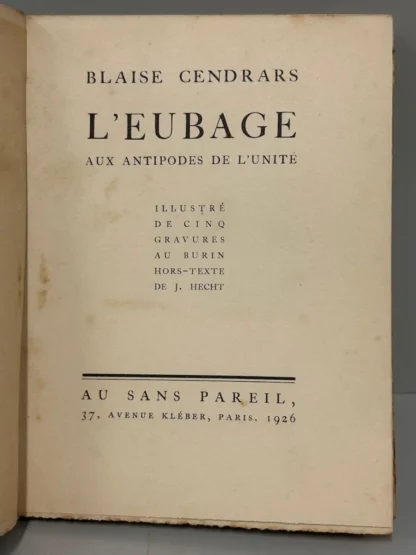 BLAISE CENDRARS
L'EUBAGE
AUX ANTIPODES DE L'UNITÉ
ILLUSTRÉ
DE CINQ
GRAVURES
AU BURIN
HORS-TEXTE
DE J. HECHT
AU SANS PAREIL,
37, AVENUE KLÉBER, PARIS. 1926